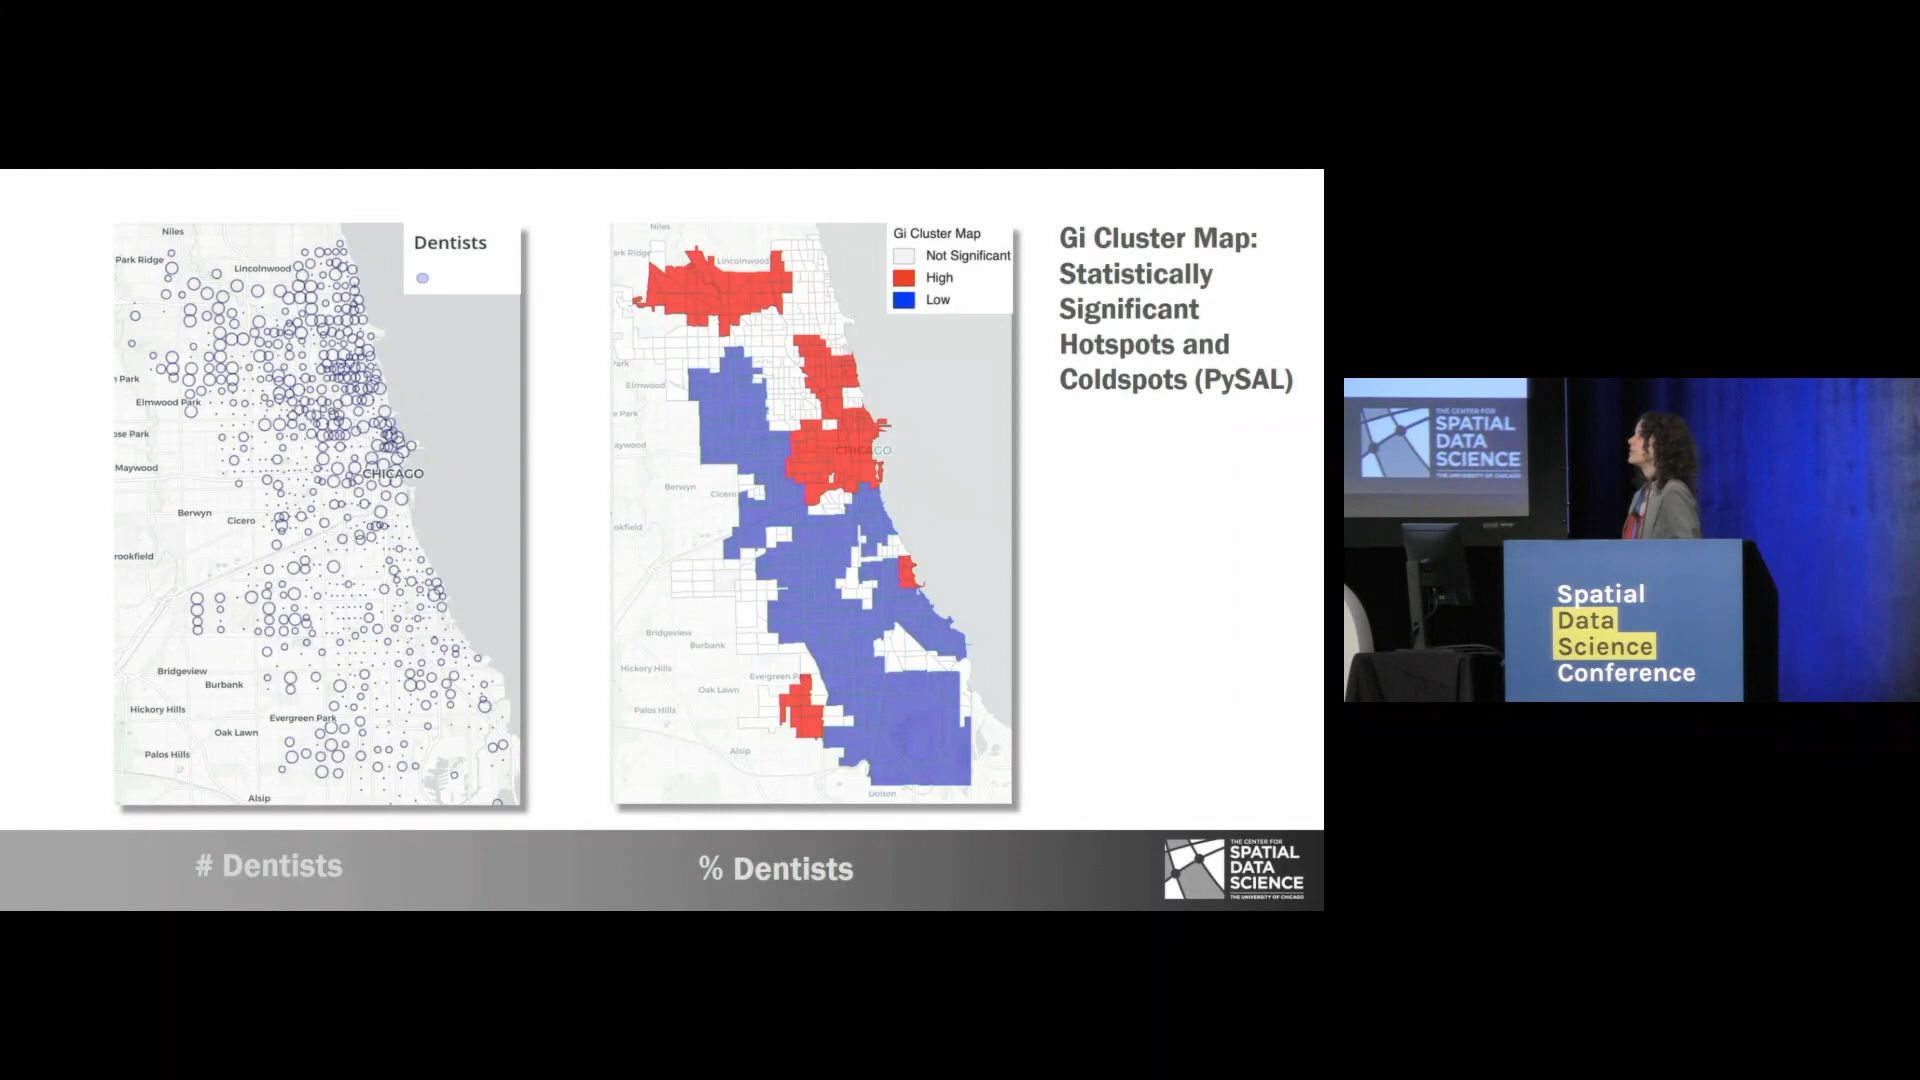 Niles
Park Ridge
Lincolnwood
Dentists
n Park
Elmwood Park
ose Park
Maywood
CHICAGO
Berwyn
Cicero
rookfield
Bridgeview
Burbank
Hickory Hills
Evergreen Park
Oak Lawn
Palos Hills
Alsip
Niles
ark Ridge
Lincolnwood
Gi Cluster Map
Not Significant
High
Low
Park
Elmwood
e Park
aywood
CHICAGO
Berwyn
Cicero
okfield
Bridgeview
Burbank
Hickory Hills
Evergreen P
Oak Lawn
Palos Hills
Alsip
Dolton
Gi Cluster Map:
Statistically
Significant
Hotspots and
Coldspots (PySAL)
# Dentists
% Dentists
THE CENTER FOR
SPATIAL
DATA
SCIENCE
THE UNIVERSITY OF CHICAGO
THE CENTER FOR
SPATIAL
DATA
SCIENCE
THE UNIVERSITY OF CHICAGO
Spatial
Data
Science
Conference